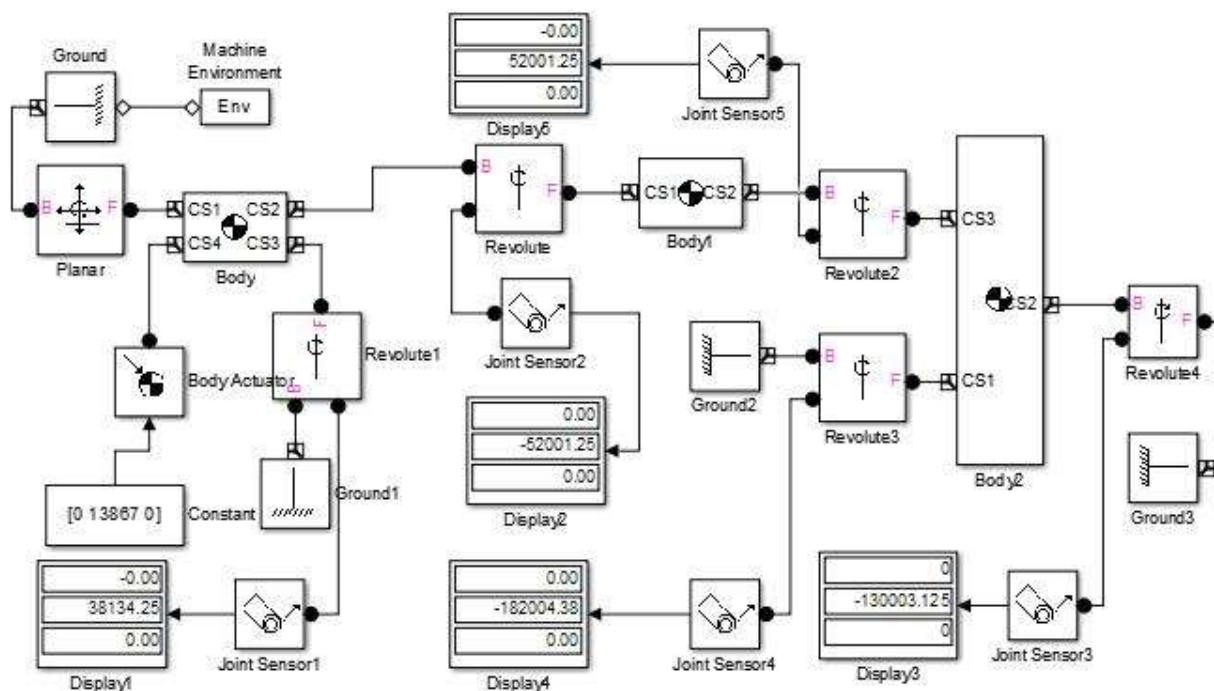 Ground
Machine
Environment
Env
-0.00
52001.25
0.00
Display5
Joint Sensor5
B
F
Planar
CS1
CS2
CS4
CS3
Body
B
F
Revolute
CS1
CS2
Body1
B
F
Revolute2
CS3
CS2
CS1
Body2
B
F
Revolute4
F
B
Revolute1
Joint Sensor2
Ground2
B
F
Revolute3
Body Actuator
0.00
-52001.25
0.00
Display2
Ground1
[0 13867 0]
Constant
Ground3
-0.00
38134.25
0.00
Display1
Joint Sensor1
0.00
-182004.38
0.00
Display4
Joint Sensor4
0
-130003.125
0
Display3
Joint Sensor3